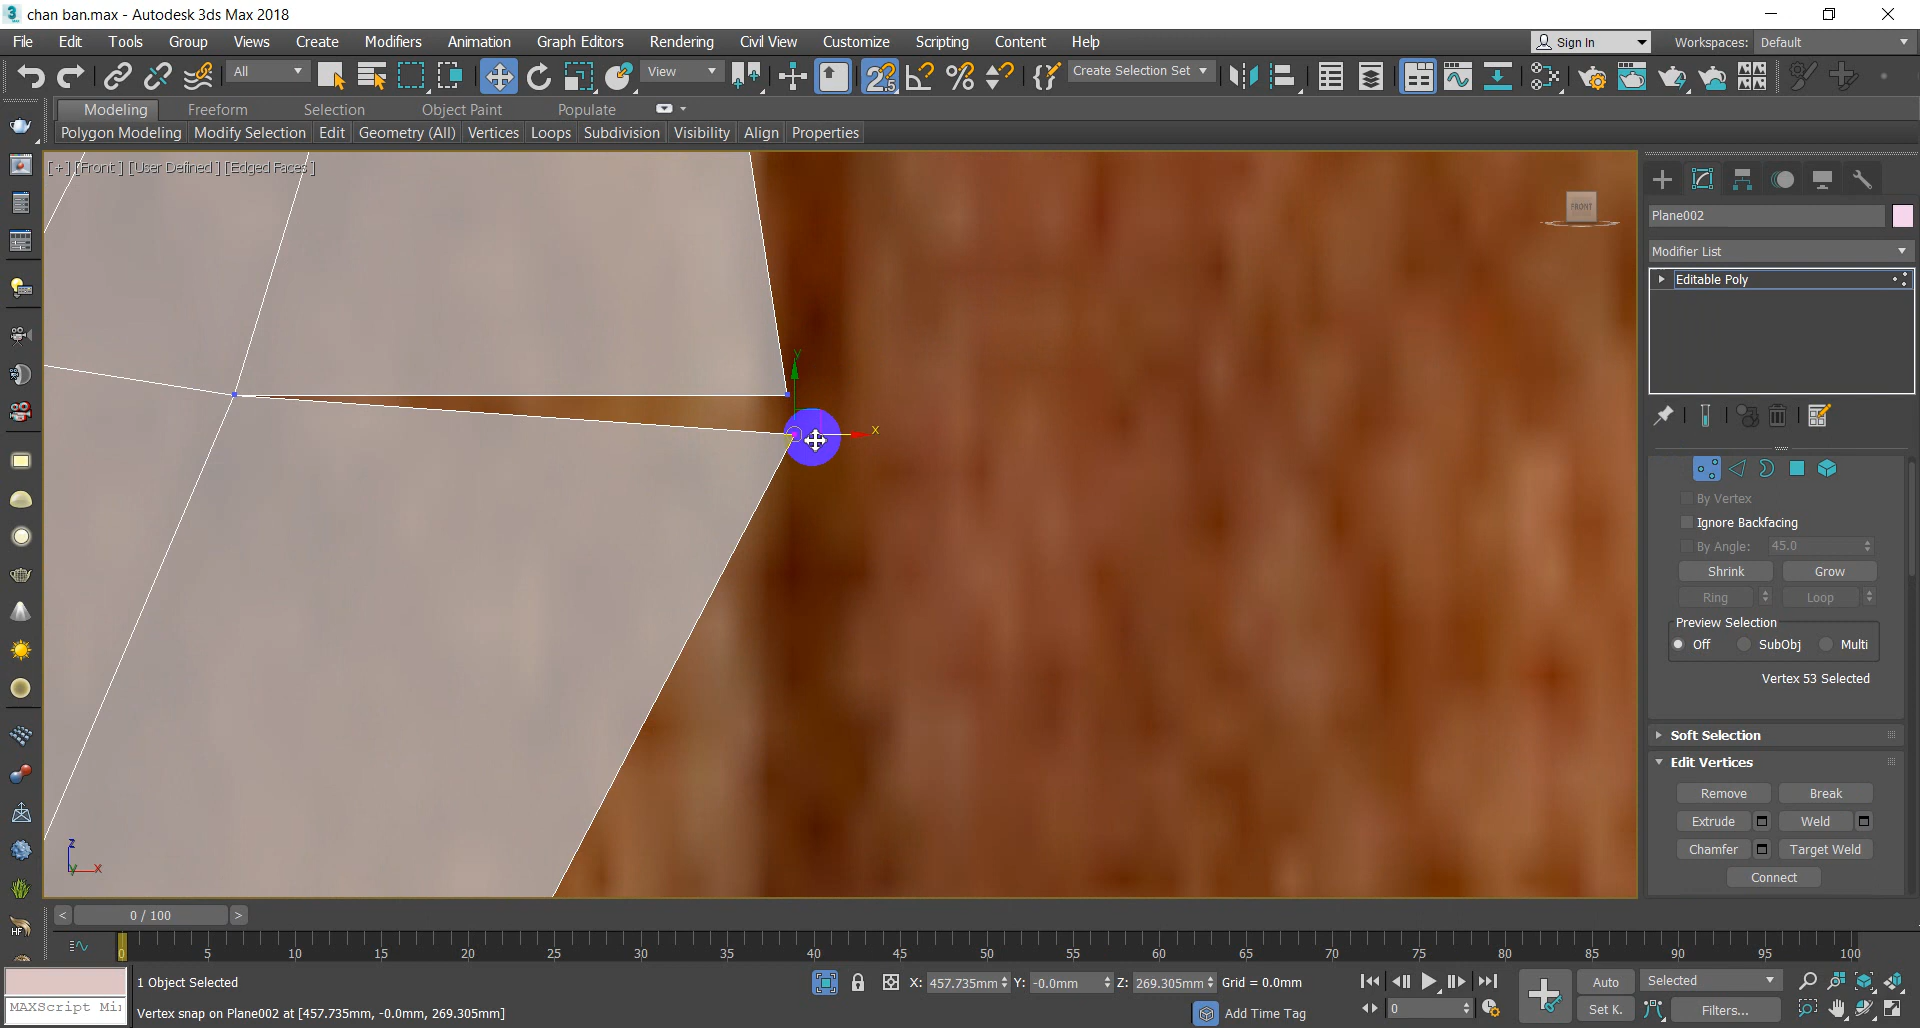 chan ban.max - Autodesk 3ds Max 2018
File Edit Tools Group Views Create Modifiers Animation Graph Editors Rendering Civil View Customize Scripting Content Help
Sign In
Workspaces: Default
All
View
Create Selection Set
Modeling Freeform Selection Object Paint Populate
Polygon Modeling Modify Selection Edit Geometry (All) Vertices Loops Subdivision Visibility Align Properties
[+] [Front ] [User Defined ] [Edged Faces ]
FRONT
y
x
z
y
x
Plane002
Modifier List
Editable Poly
By Vertex
Ignore Backfacing
By Angle: 45.0
Shrink Grow
Ring Loop
Preview Selection
Off SubObj Multi
Vertex 53 Selected
Soft Selection
Edit Vertices
Remove Break
Extrude Weld
Chamfer Target Weld
Connect
HF
< 0 / 100 >
0 5 10 15 20 25 30 35 40 45 50 55 60 65 70 75 80 85 90 95 100
1 Object Selected
X: 457.735mm Y: -0.0mm Z: 269.305mm Grid = 0.0mm
Auto Selected
MAXScript Mi
Vertex snap on Plane002 at [457.735mm, -0.0mm, 269.305mm]
Add Time Tag
0
Set K. Filters...